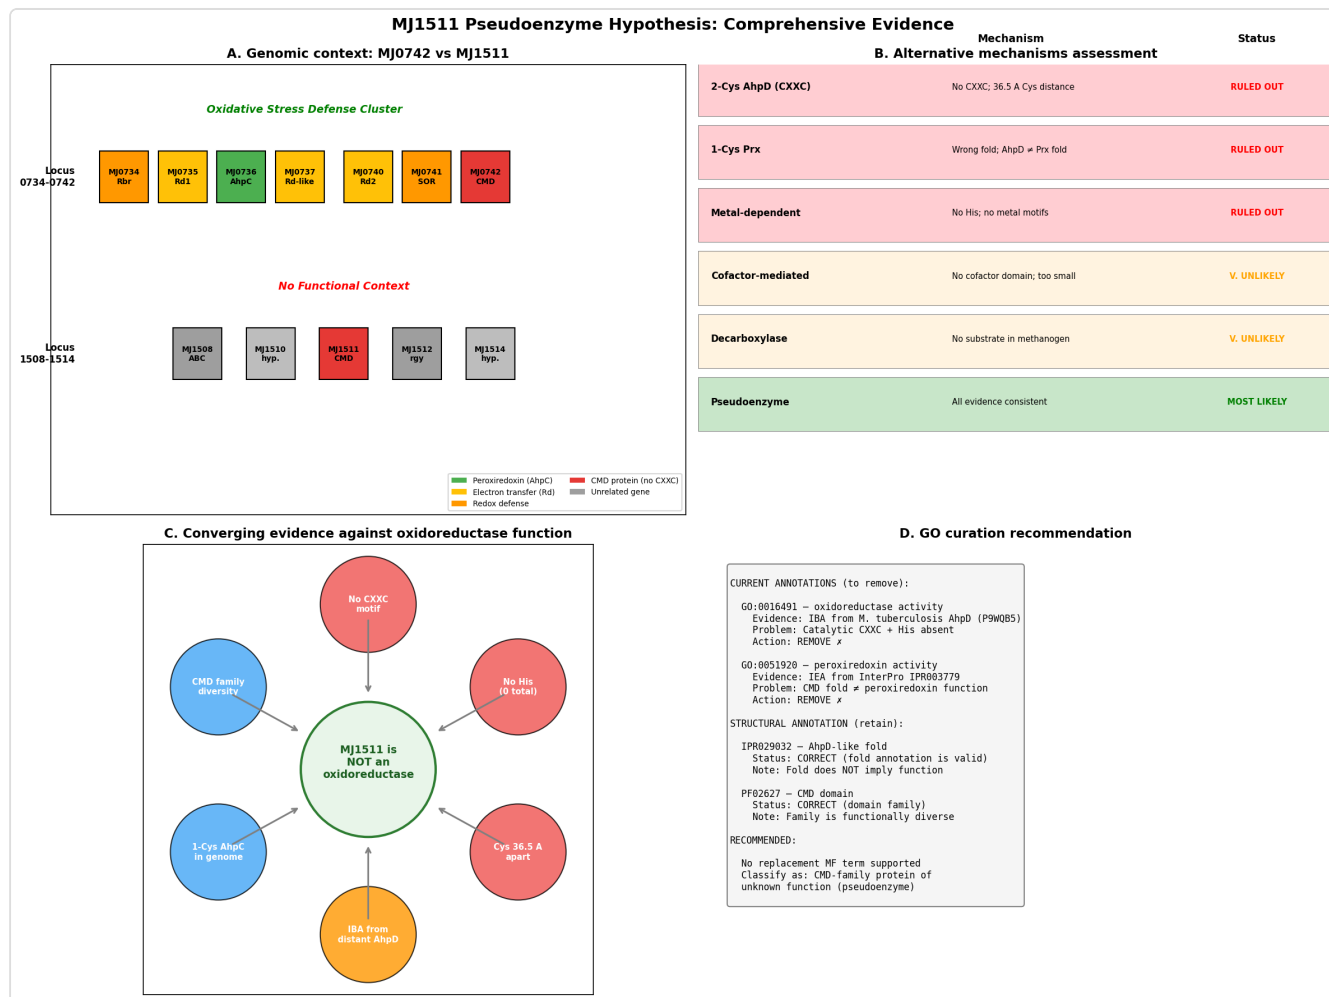 MJ1511 Pseudoenzyme Hypothesis: Comprehensive Evidence
A. Genomic context: MJ0742 vs MJ1511
Oxidative Stress Defense Cluster
Locus
0734-0742
MJ0734
Rbr
MJ0735
Rd1
MJ0736
AhpC
MJ0737
Rd-like
MJ0740
Rd2
MJ0741
SOR
MJ0742
CMD
No Functional Context
Locus
1508-1514
MJ1508
ABC
MJ1510
hyp.
MJ1511
CMD
MJ1512
rgy
MJ1514
hyp.
Peroxiredoxin (AhpC)
Electron transfer (Rd)
Redox defense
CMD protein (no CXXC)
Unrelated gene
Mechanism Status
B. Alternative mechanisms assessment
2-Cys AhpD (CXXC) No CXXC; 36.5 A Cys distance RULED OUT
1-Cys Prx Wrong fold; AhpD ≠ Prx fold RULED OUT
Metal-dependent No His; no metal motifs RULED OUT
Cofactor-mediated No cofactor domain; too small V. UNLIKELY
Decarboxylase No substrate in methanogen V. UNLIKELY
Pseudoenzyme All evidence consistent MOST LIKELY
C. Converging evidence against oxidoreductase function
No CXXC
motif
CMD family
diversity
No His
(0 total)
MJ1511 is
NOT an
oxidoreductase
1-Cys AhpC
in genome
Cys 36.5 A
apart
IBA from
distant AhpD
D. GO curation recommendation
CURRENT ANNOTATIONS (to remove):
GO:0016491 — oxidoreductase activity
Evidence: IBA from M. tuberculosis AhpD (P9WQB5)
Problem: Catalytic CXXC + His absent
Action: REMOVE ✗
GO:0051920 — peroxiredoxin activity
Evidence: IEA from InterPro IPR003779
Problem: CMD fold ≠ peroxiredoxin function
Action: REMOVE ✗
STRUCTURAL ANNOTATION (retain):
IPR029032 — AhpD-like fold
Status: CORRECT (fold annotation is valid)
Note: Fold does NOT imply function
PF02627 — CMD domain
Status: CORRECT (domain family)
Note: Family is functionally diverse
RECOMMENDED:
No replacement MF term supported
Classify as: CMD-family protein of
unknown function (pseudoenzyme)